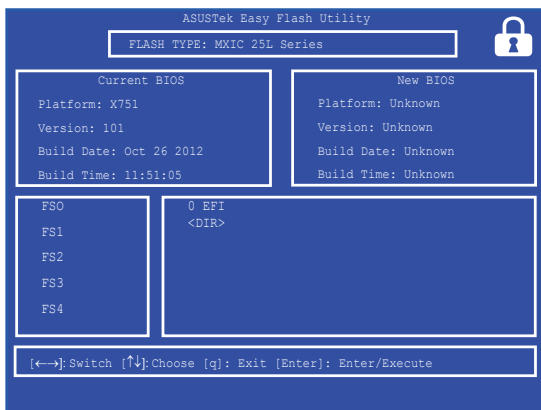 ASUSTek Easy Flash Utility
FLASH TYPE: MXIC 25L Series
Current BIOS
Platform: X751
Version: 101
Build Date: Oct 26 2012
Build Time: 11:51:05
New BIOS
Platform: Unknown
Version: Unknown
Build Date: Unknown
Build Time: Unknown
FSO
FS1
FS2
FS3
FS4
0 EFI
<DIR>
[←→]: Switch [↑↓]: Choose [q]: Exit [Enter]: Enter/Execute